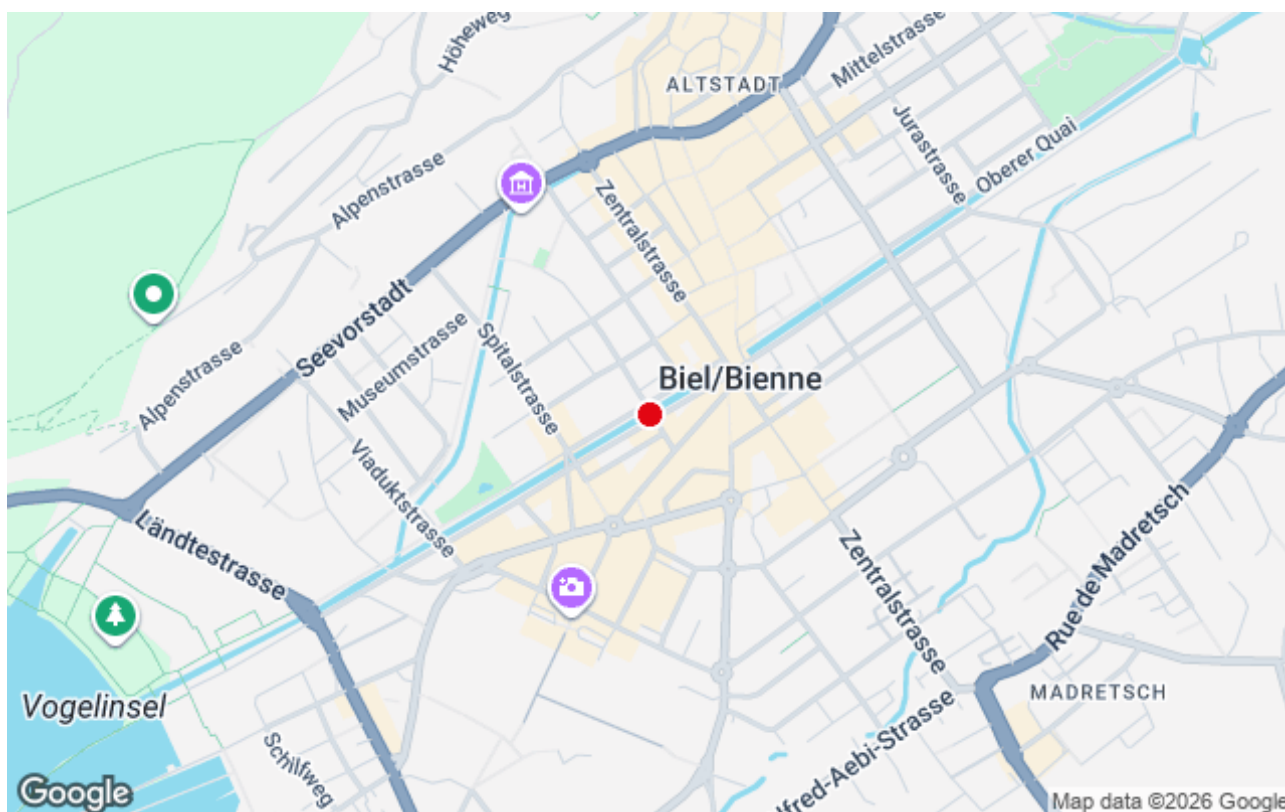 Höheweg
ALTSTADT
Mittelstrasse
Jurastrasse
Oberer Quai
Alpenstrasse
Zentralstrasse
Seevorstadt
Museumstrasse
Spitalstrasse
Alpenstrasse
Biel/Bienne
Viaduktstrasse
Ländtestrasse
Zentralstrasse
Rue de Madretsch
MADRETSCH
Vogelinsel
Schilfweg
lfred-Aebi-Strasse
Google
Map data ©2026 Google